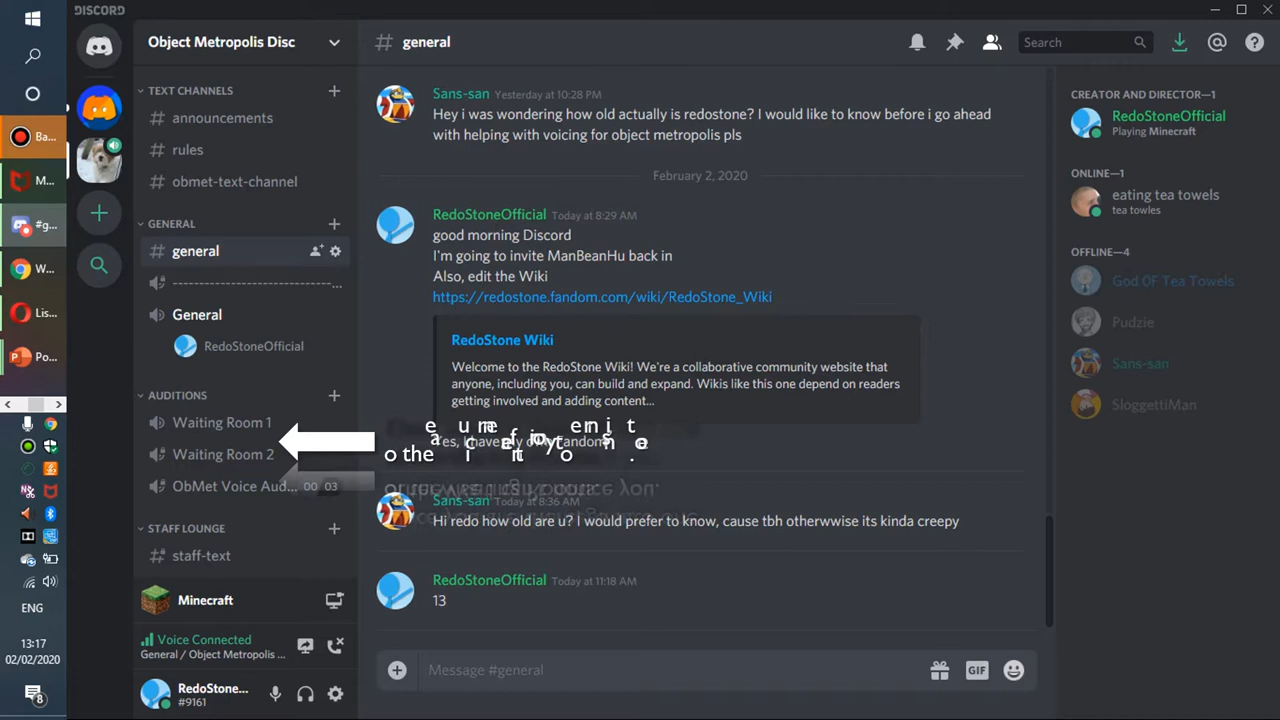 DISCORD
Object Metropolis Disc
# general
Search
TEXT CHANNELS
# announcements
# rules
# obmet-text-channel
GENERAL
# general
------------------------------...
General
RedoStoneOfficial
AUDITIONS
Waiting Room 1
Waiting Room 2
ObMet Voice Aud... 00 03
STAFF LOUNGE
# staff-text
Minecraft
Voice Connected
General / Object Metropolis ...
RedoStone...
#9161
Ba...
M...
#g...
W...
Lis...
Po...
ENG
13:17
02/02/2020
8
Sans-san Yesterday at 10:28 PM
Hey i was wondering how old actually is redostone? I would like to know before i go ahead
with helping with voicing for object metropolis pls
February 2, 2020
RedoStoneOfficial Today at 8:29 AM
good morning Discord
I'm going to invite ManBeanHu back in
Also, edit the Wiki
https://redostone.fandom.com/wiki/RedoStone_Wiki
RedoStone Wiki
Welcome to the RedoStone Wiki! We're a collaborative community website that
anyone, including you, can build and expand. Wikis like this one depend on readers
getting involved and adding content...
Sans-san Today at 8:36 AM
Hi redo how old are u? I would prefer to know, cause tbh otherwwise its kinda creepy
RedoStoneOfficial Today at 11:18 AM
13
Message #general
GIF
CREATOR AND DIRECTOR—1
RedoStoneOfficial
Playing Minecraft
ONLINE—1
eating tea towels
tea towles
OFFLINE—4
God OF Tea Towels
Pudzie
Sans-san
SloggettiMan